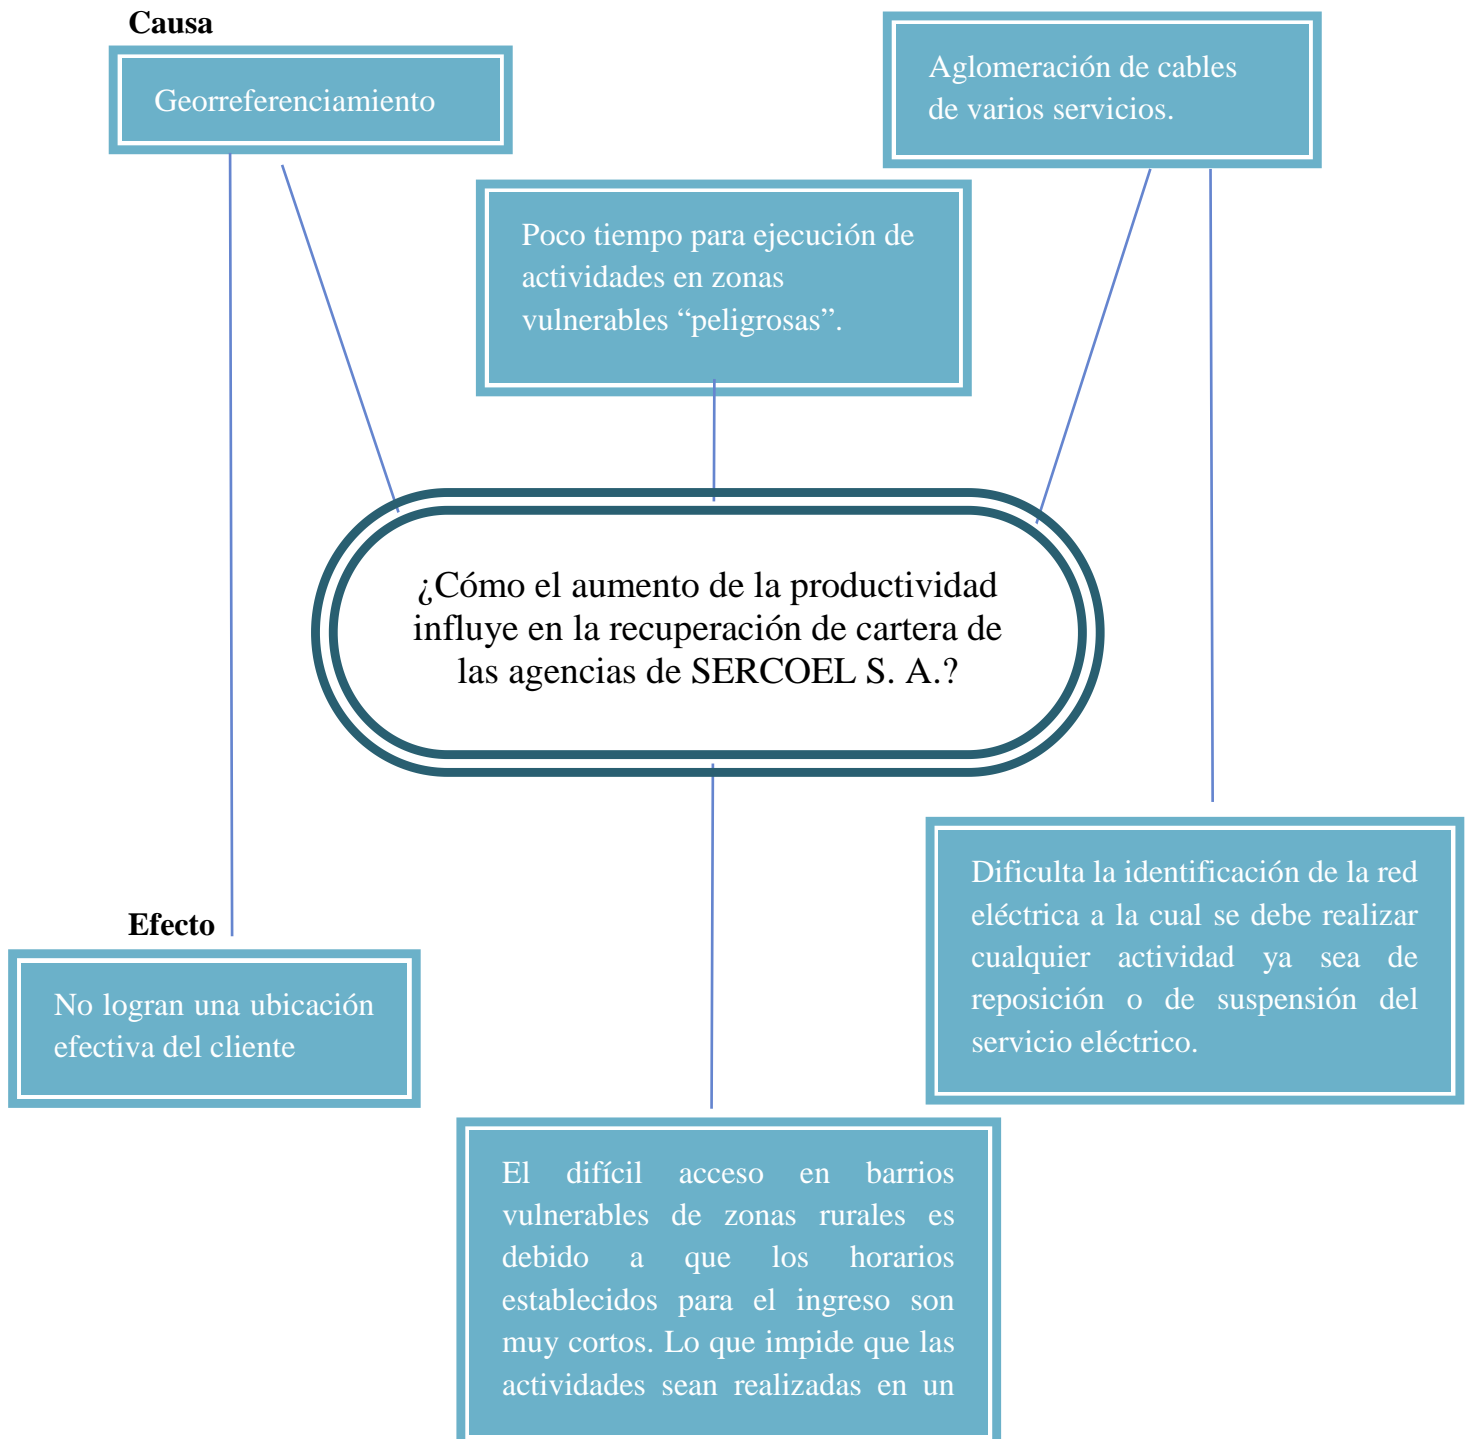 Causa
Georreferenciamiento
Aglomeración de cables
de varios servicios.
Poco tiempo para ejecución de
actividades en zonas
vulnerables “peligrosas”.
¿Cómo el aumento de la productividad
influye en la recuperación de cartera de
las agencias de SERCOEL S. A.?
Efecto
No logran una ubicación
efectiva del cliente
Dificulta la identificación de la red
eléctrica a la cual se debe realizar
cualquier actividad ya sea de
reposición o de suspensión del
servicio eléctrico.
El difícil acceso en barrios
vulnerables de zonas rurales es
debido a que los horarios
establecidos para el ingreso son
muy cortos. Lo que impide que las
actividades sean realizadas en un